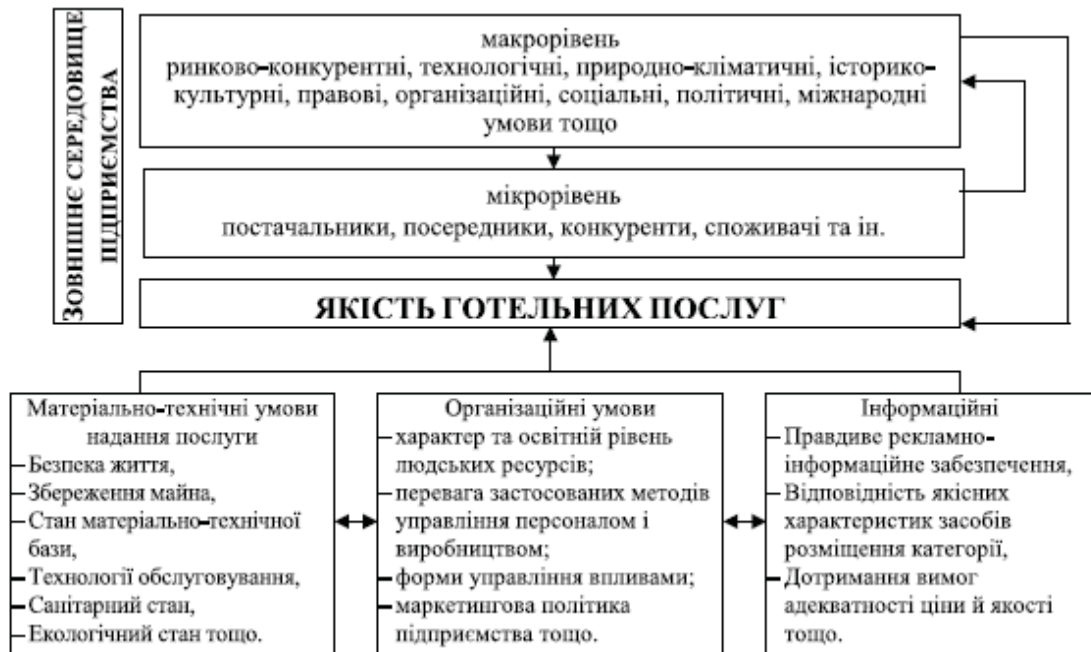 ЗОВНІШНЄ СЕРЕДОВИЩЕ
ПІДПРИЄМСТВА
макрорівень
ринково-конкурентні, технологічні, природно-кліматичні, історико-
культурні, правові, організаційні, соціальні, політичні, міжнародні
умови тощо
мікрорівень
постачальники, посередники, конкуренти, споживачі та ін.
ЯКІСТЬ ГОТЕЛЬНИХ ПОСЛУГ
Матеріально-технічні умови
надання послуги
– Безпека життя,
– Збереження майна,
– Стан матеріально-технічної
бази,
– Технології обслуговування,
– Санітарний стан,
– Екологічний стан тощо.
Організаційні умови
– характер та освітній рівень
людських ресурсів;
– перевага застосованих методів
управління персоналом і
виробництвом;
– форми управління впливами;
– маркетингова політика
підприємства тощо.
Інформаційні
– Правдиве рекламно-
інформаційне забезпечення,
– Відповідність якісних
характеристик засобів
розміщення категорії,
– Дотримання вимог
адекватності ціни й якості
тощо.